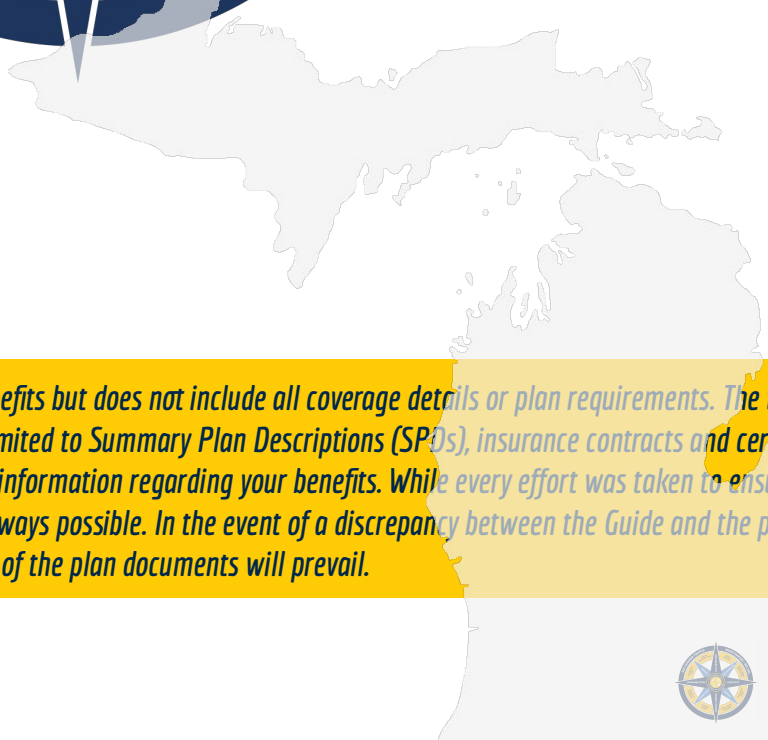 efits but does not include all coverage details or plan requirements. The
mited to Summary Plan Descriptions (SPDs), insurance contracts and cer
information regarding your benefits. While every effort was taken to ensu
ways possible. In the event of a discrepancy between the Guide and the p
of the plan documents will prevail.